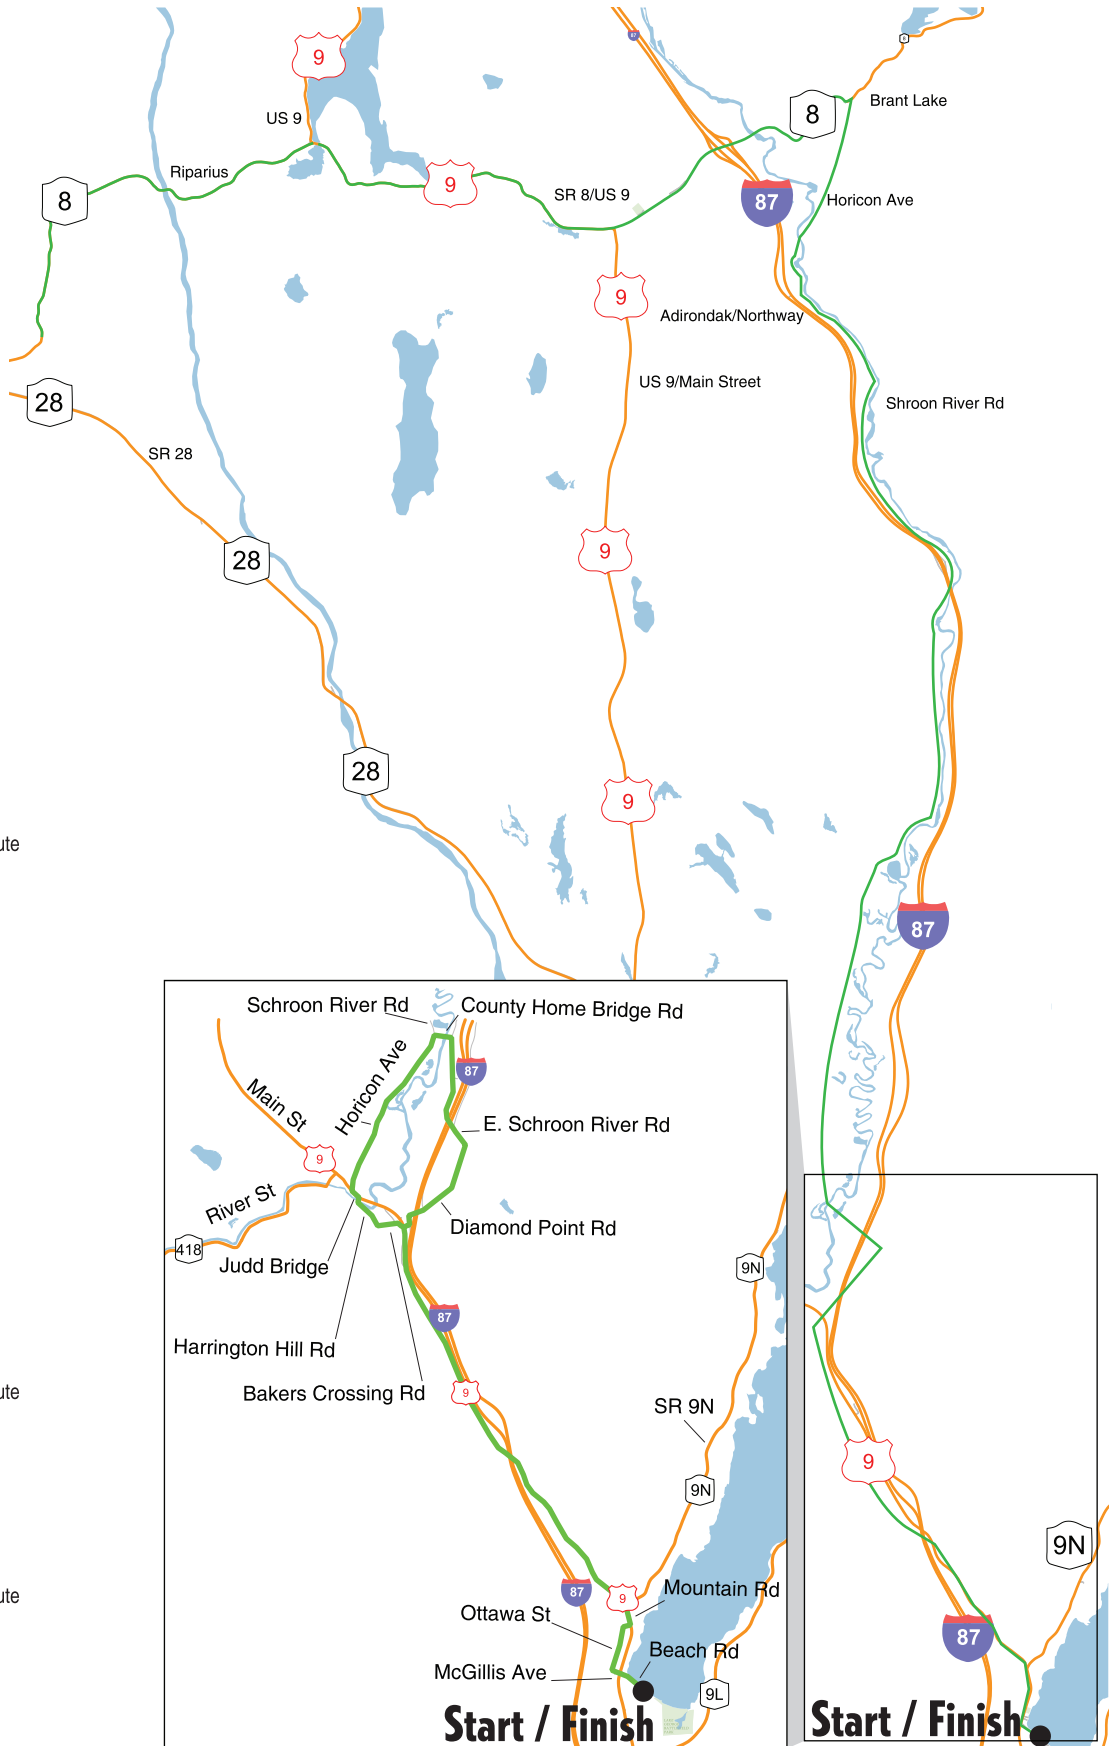 87
9
8
Brant Lake
8
US 9
Riparius
9
8
SR 8/US 9
87
Horicon Ave
9
Adirondak/Northway
US 9/Main Street
28
Shroon River Rd
SR 28
28
9
28
9
ute
87
Schroon River Rd
County Home Bridge Rd
Horicon Ave
87
Main St
E. Schroon River Rd
9
River St
Diamond Point Rd
418
Judd Bridge
9N
87
Harrington Hill Rd
Bakers Crossing Rd
9
ute
SR 9N
9
9N
9N
87
9
Mountain Rd
ute
Ottawa St
87
Beach Rd
McGillis Ave
9L
Start / Finish
Start / Finish